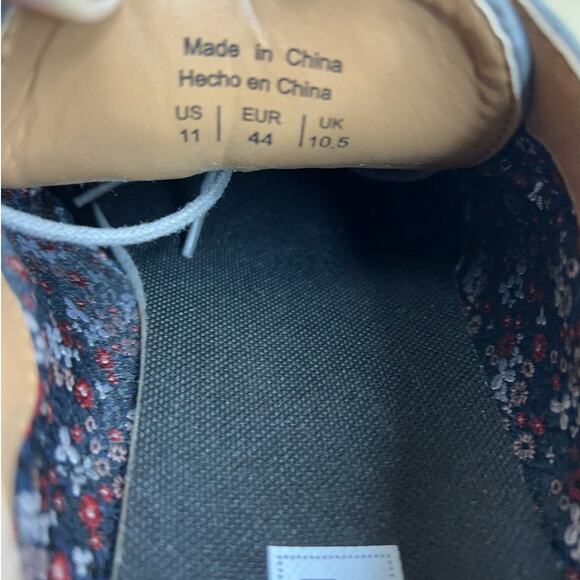 Made in China
Hecho en China
US | EUR | UK
11 | 44 | 10.5